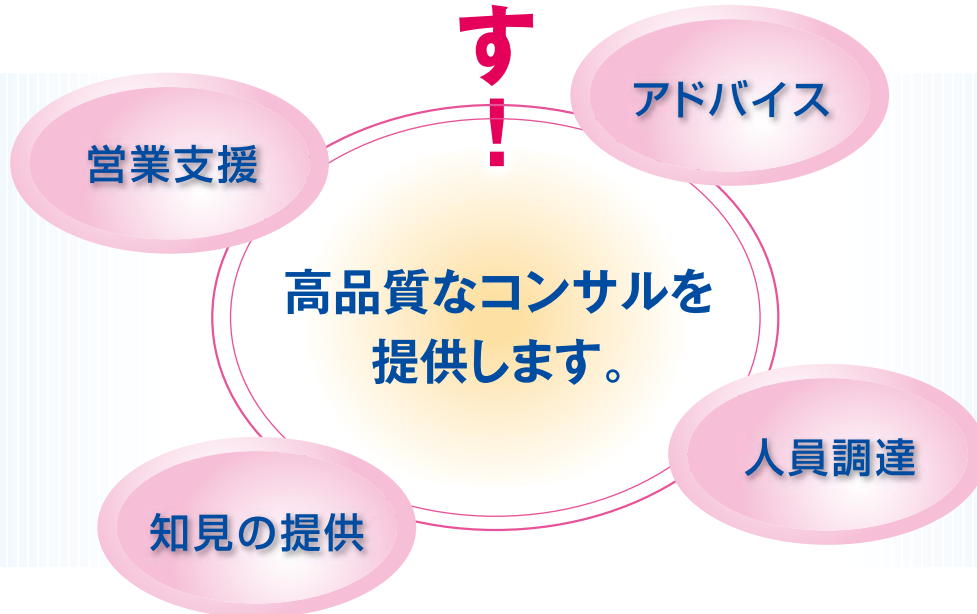 す!
アドバイス
営業支援
高品質なコンサルを
提供します。
人員調達
知見の提供